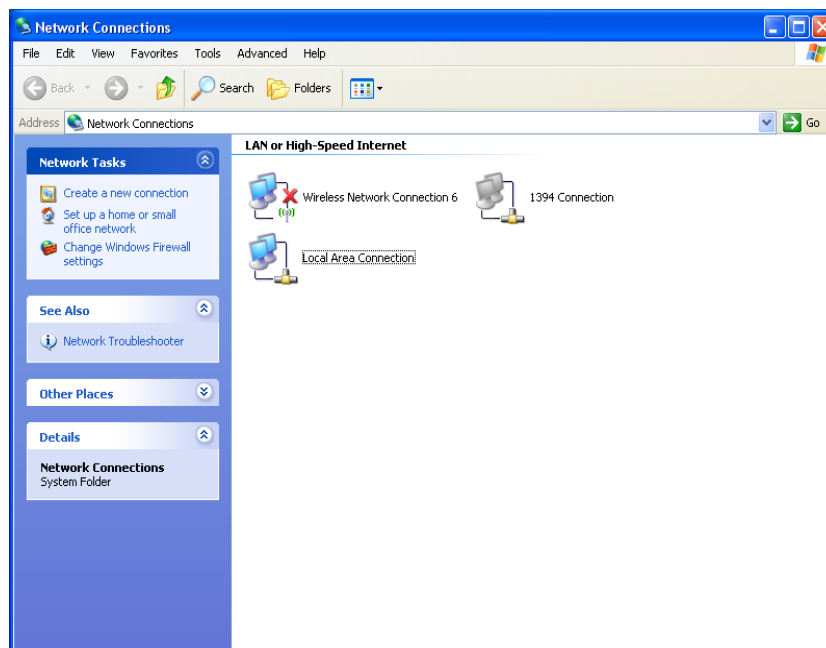 Network Connections
File Edit View Favorites Tools Advanced Help
Back Search Folders
Address Network Connections Go
Network Tasks
Create a new connection
Set up a home or small
office network
Change Windows Firewall
settings
See Also
Network Troubleshooter
Other Places
Details
Network Connections
System Folder
LAN or High-Speed Internet
Wireless Network Connection 6
1394 Connection
Local Area Connection